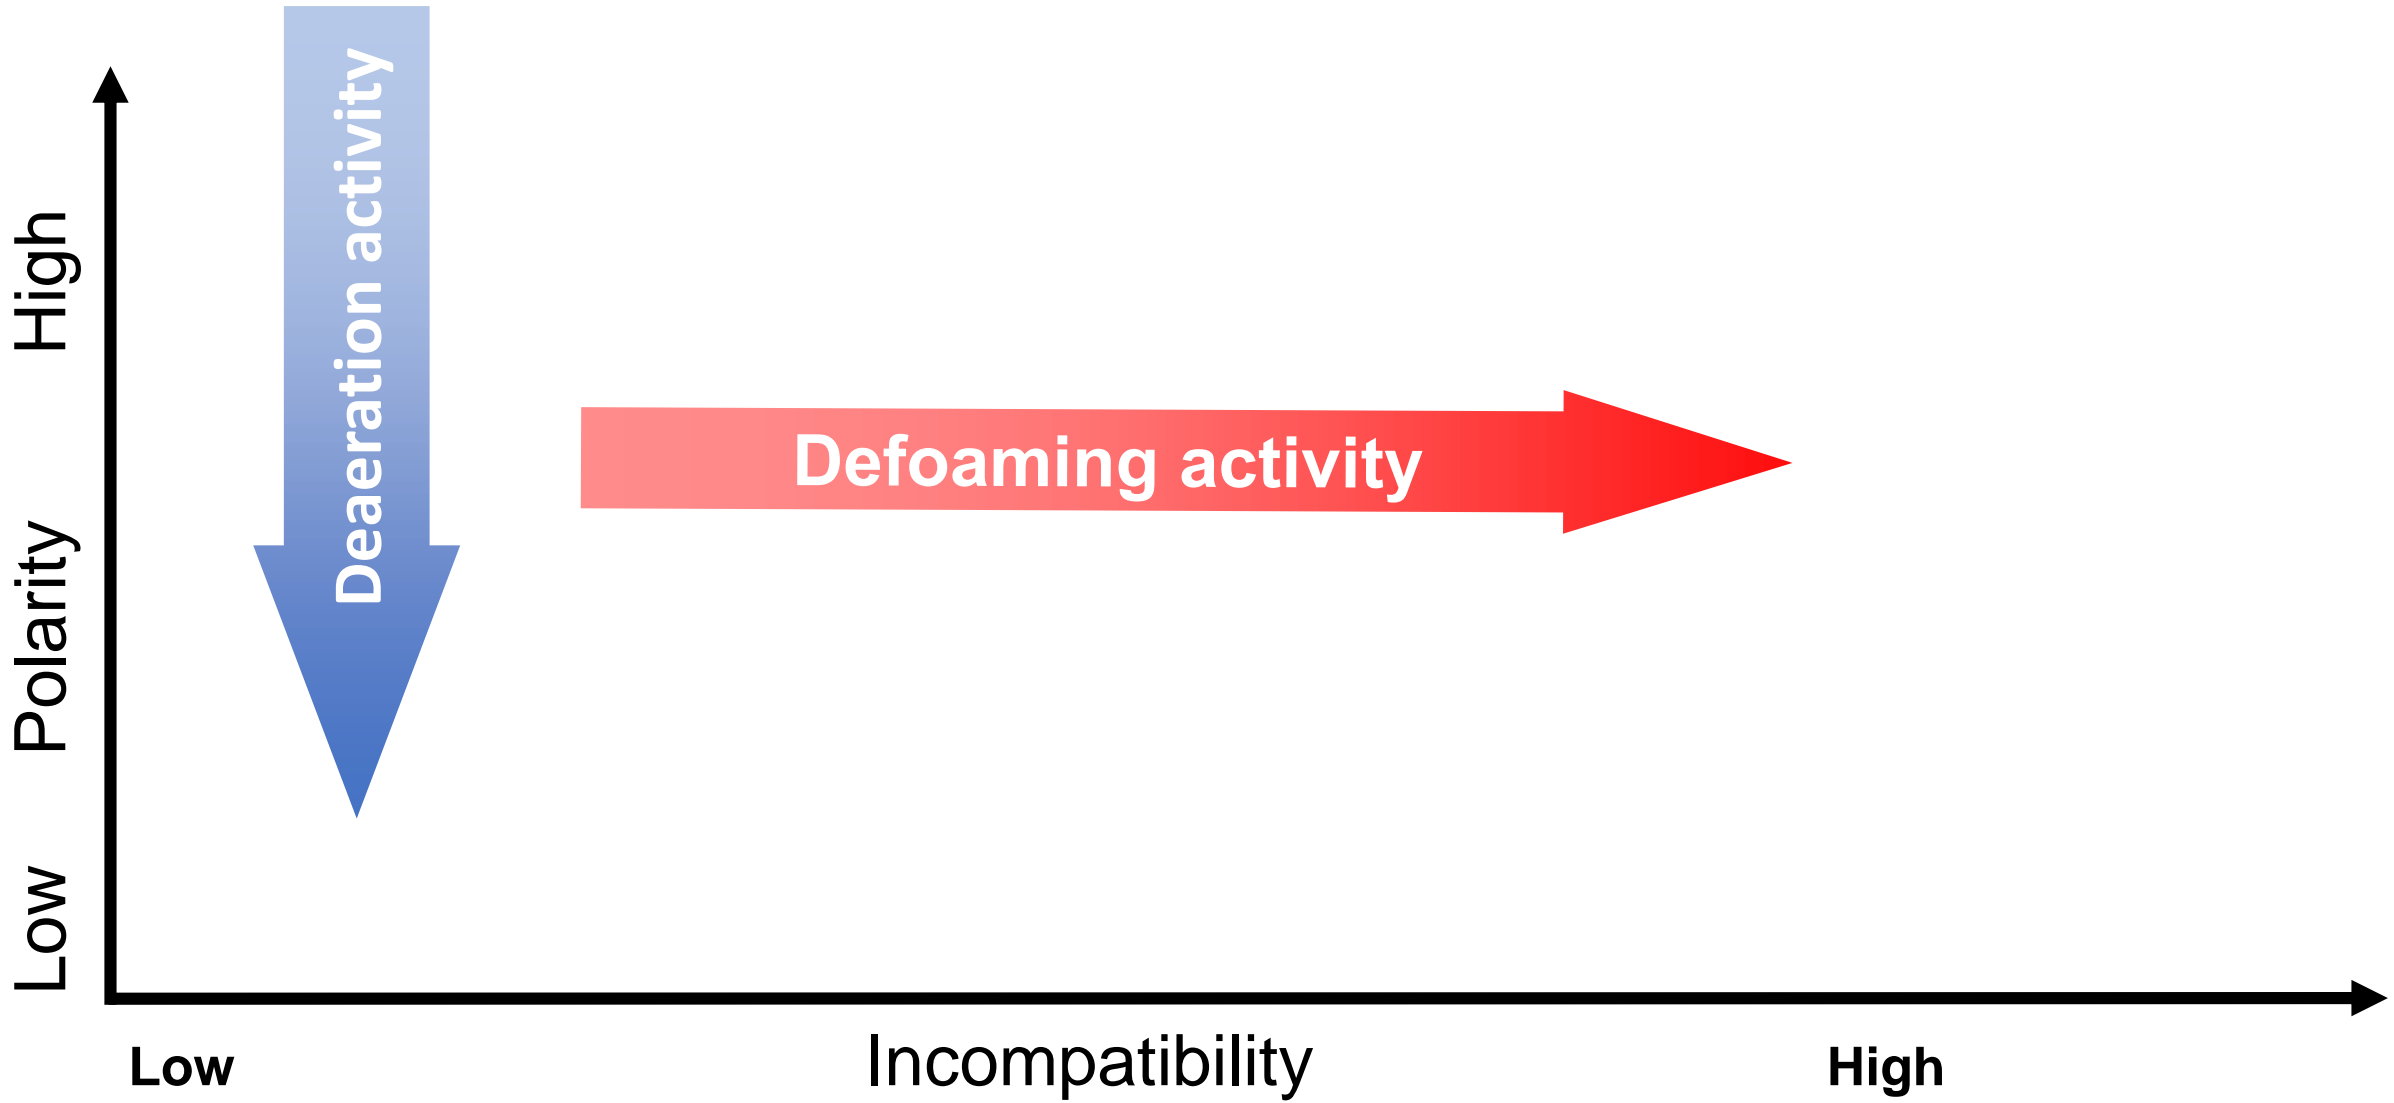 High
Polarity
Low
Deaeration activity
Defoaming activity
Low
Incompatibility
High